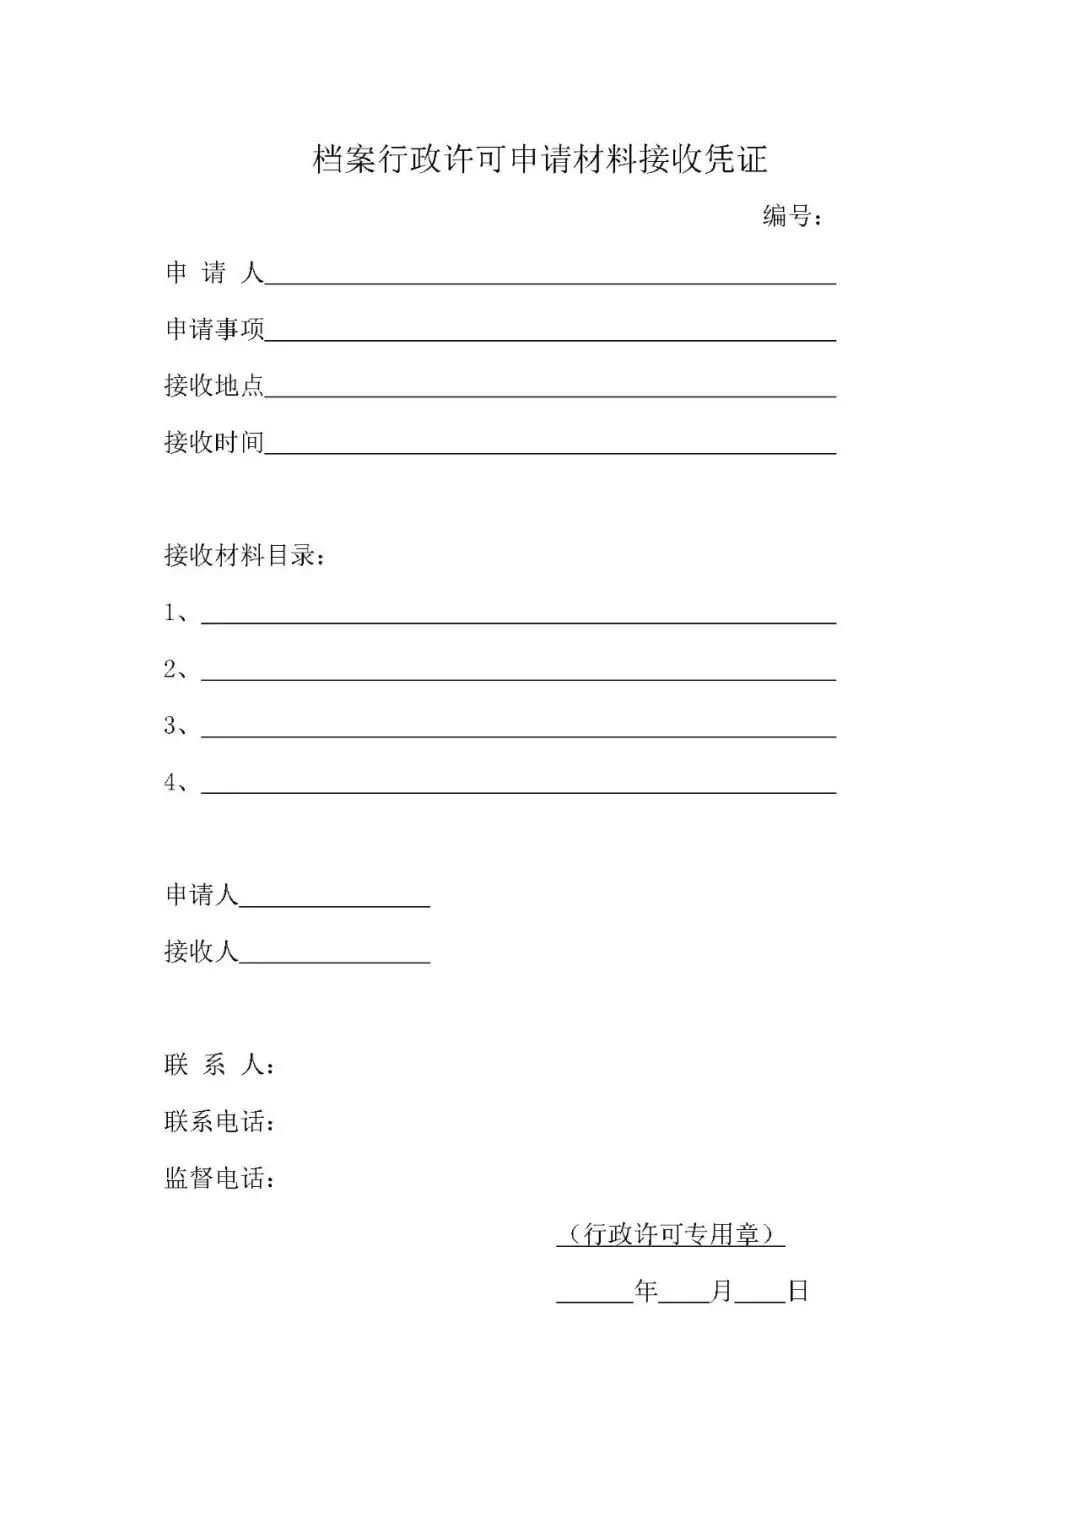 档案行政许可申请材料接收凭证
编号：
申 请 人
申请事项
接收地点
接收时间
接收材料目录：
1、
2、
3、
4、
申请人
接收人
联 系 人：
联系电话：
监督电话：
（行政许可专用章）
年 月 日